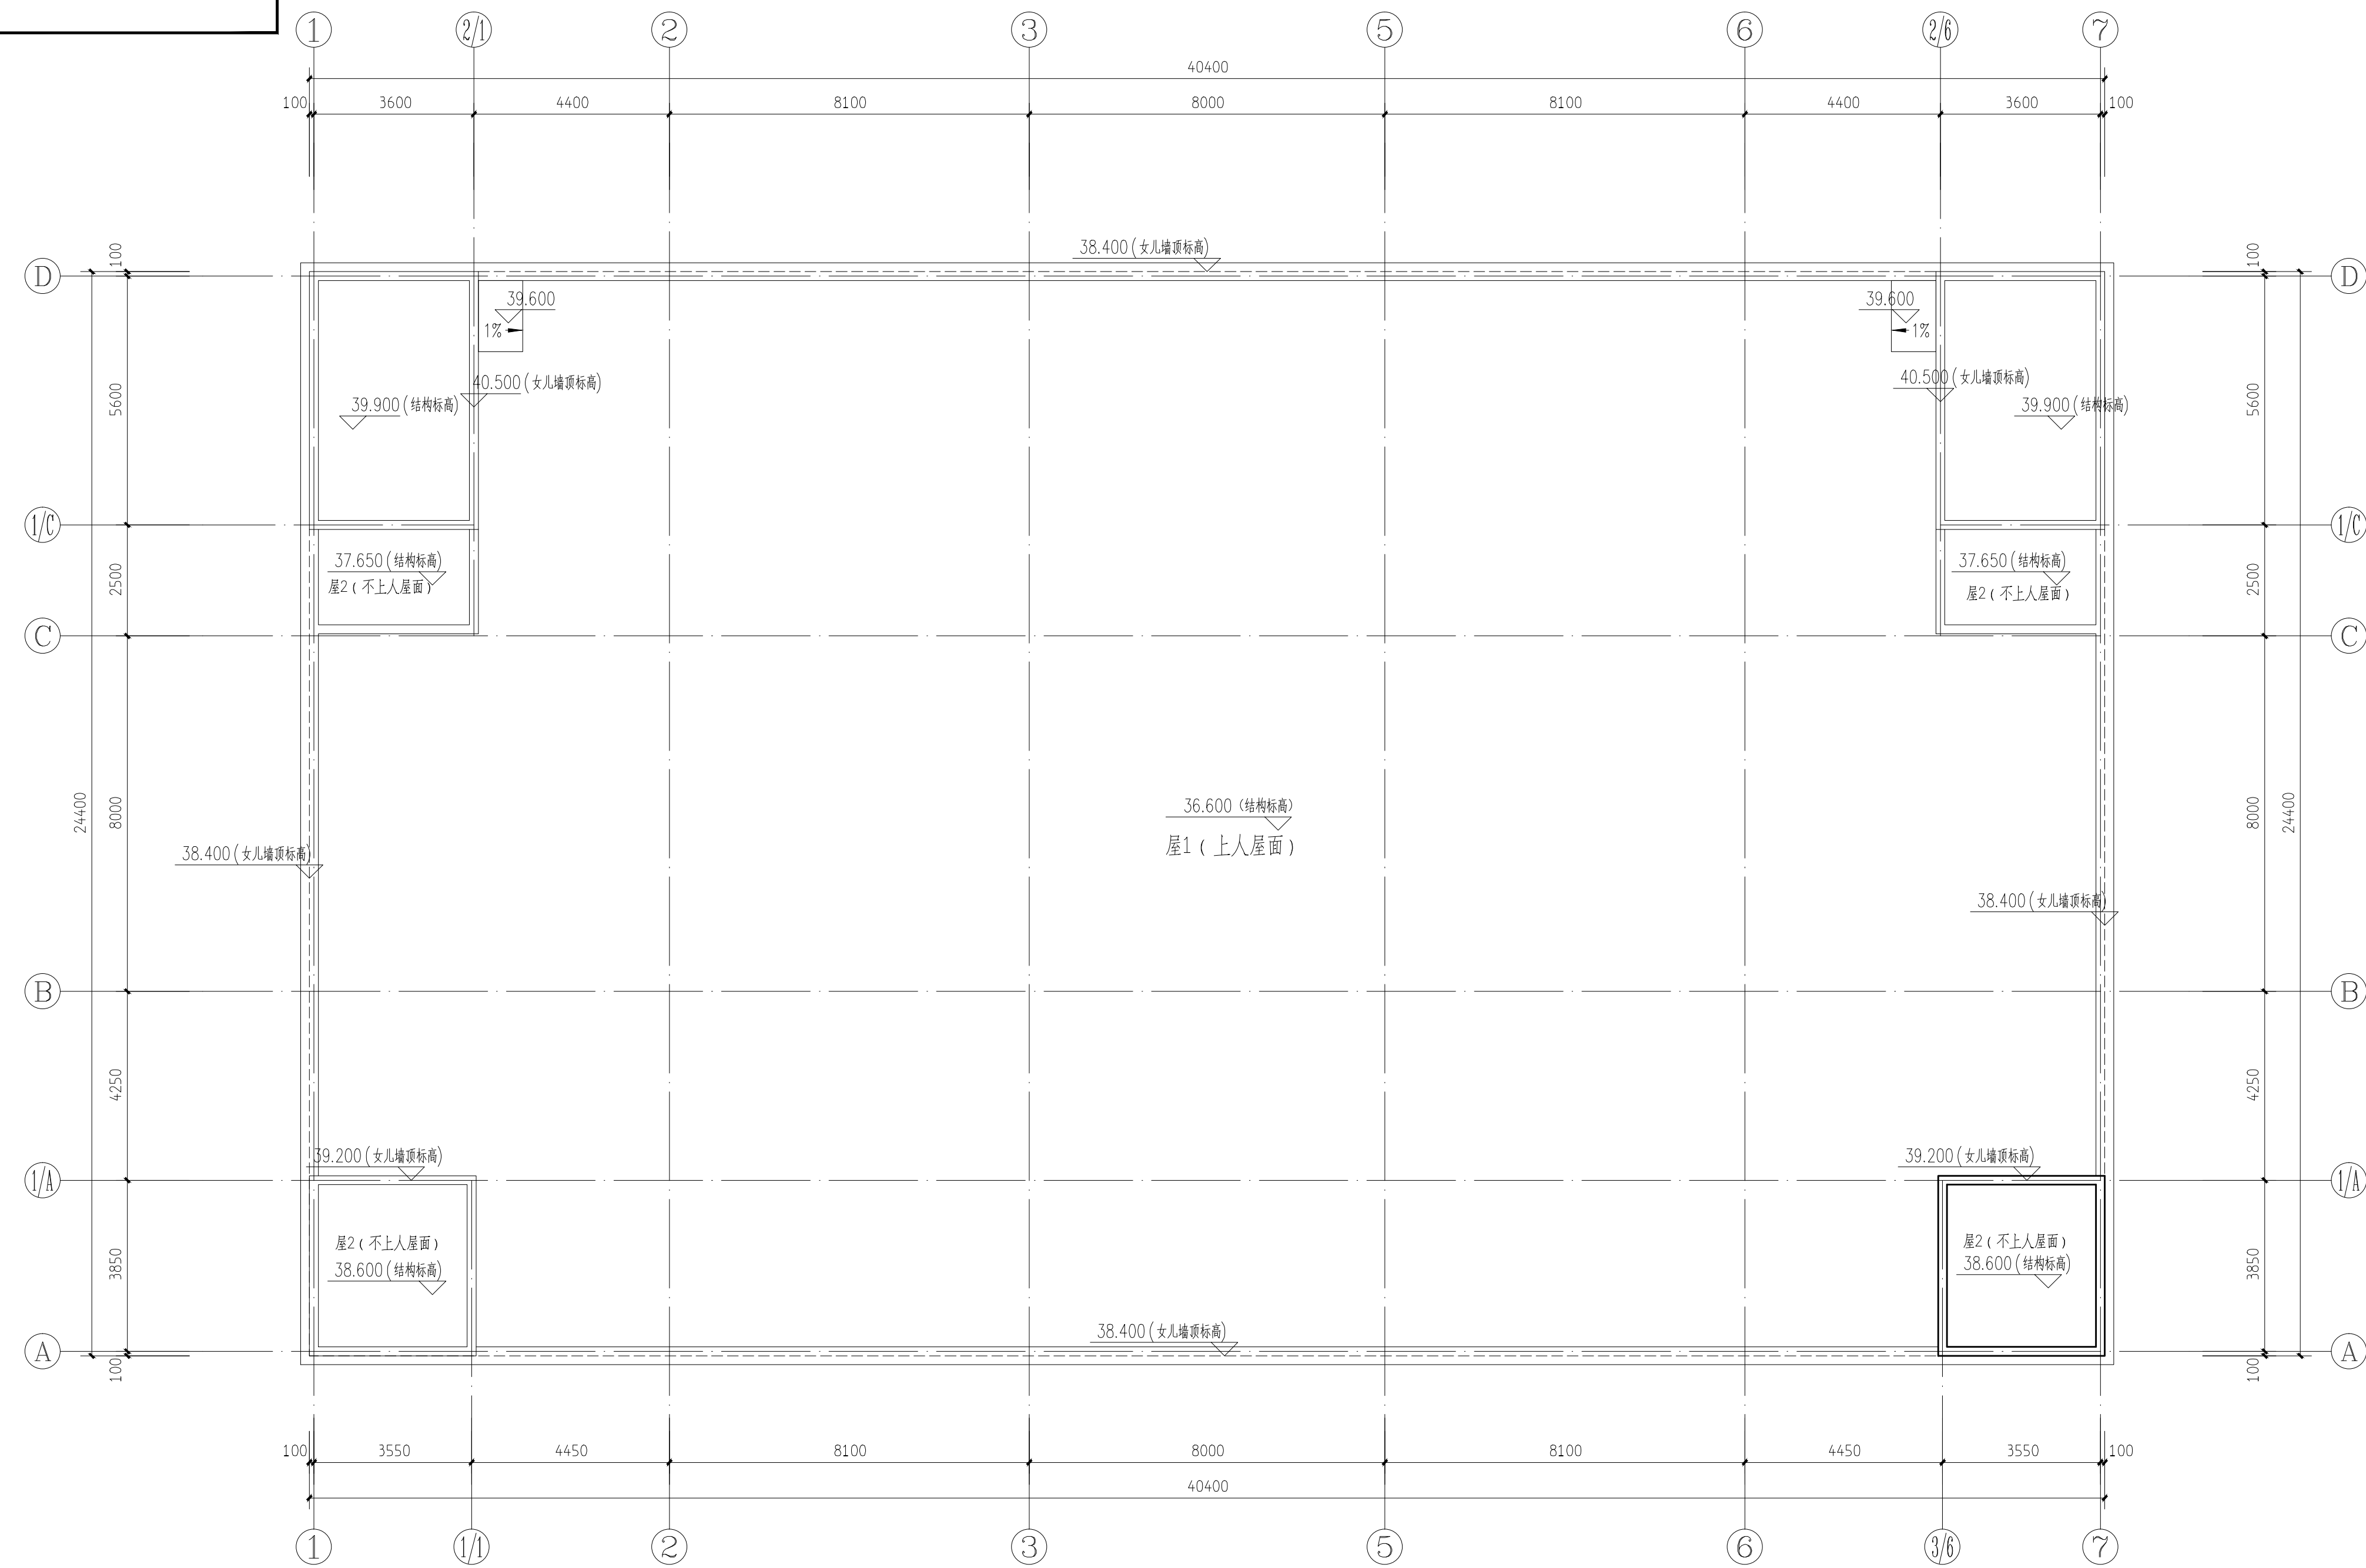 1 2/1 2 3 5 6 2/6 7
40400
100 3600 4400 8100 8000 8100 4400 3600 100
38.400(女儿墙顶标高)
100 100
D D
39.600 39.600
1% 1%
40.500(女儿墙顶标高) 40.500(女儿墙顶标高)
5600 5600
39.900(结构标高) 39.900(结构标高)
1/C 1/C
37.650(结构标高) 37.650(结构标高)
2500 2500
屋2(不上人屋面) 屋2(不上人屋面)
C C
36.600(结构标高)
24400 8000 8000 24400
屋1(上人屋面)
38.400(女儿墙顶标高)
38.400(女儿墙顶标高)
B B
4250 4250
39.200(女儿墙顶标高) 39.200(女儿墙顶标高)
1/A 1/A
屋2(不上人屋面) 屋2(不上人屋面)
3850 3850
38.600(结构标高) 38.600(结构标高)
38.400(女儿墙顶标高)
A A
100 100
100 3550 4450 8100 8000 8100 4450 3550 100
40400
1 1/1 2 3 5 6 3/6 7